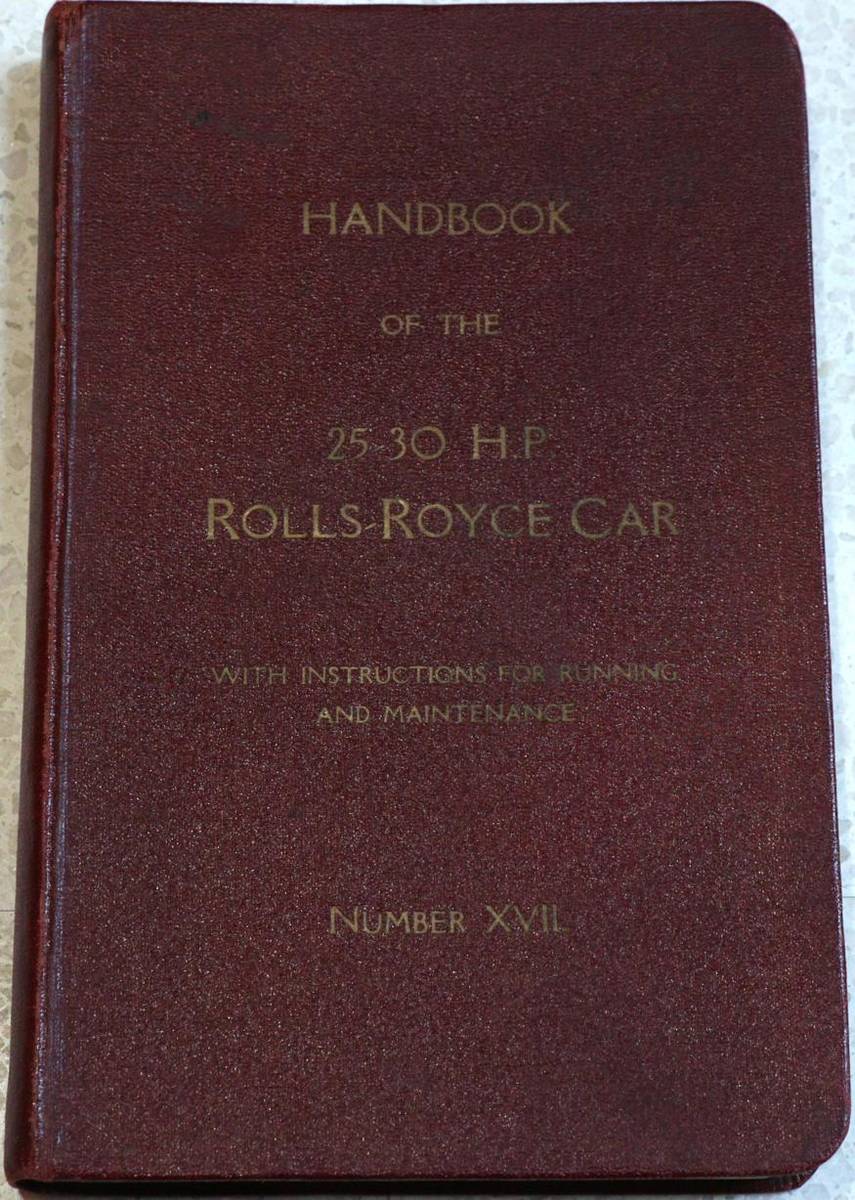 HANDBOOK
OF THE
25-30 H.P.
ROLLS-ROYCE CAR
WITH INSTRUCTIONS FOR RUNNING
AND MAINTENANCE
NUMBER XVII.